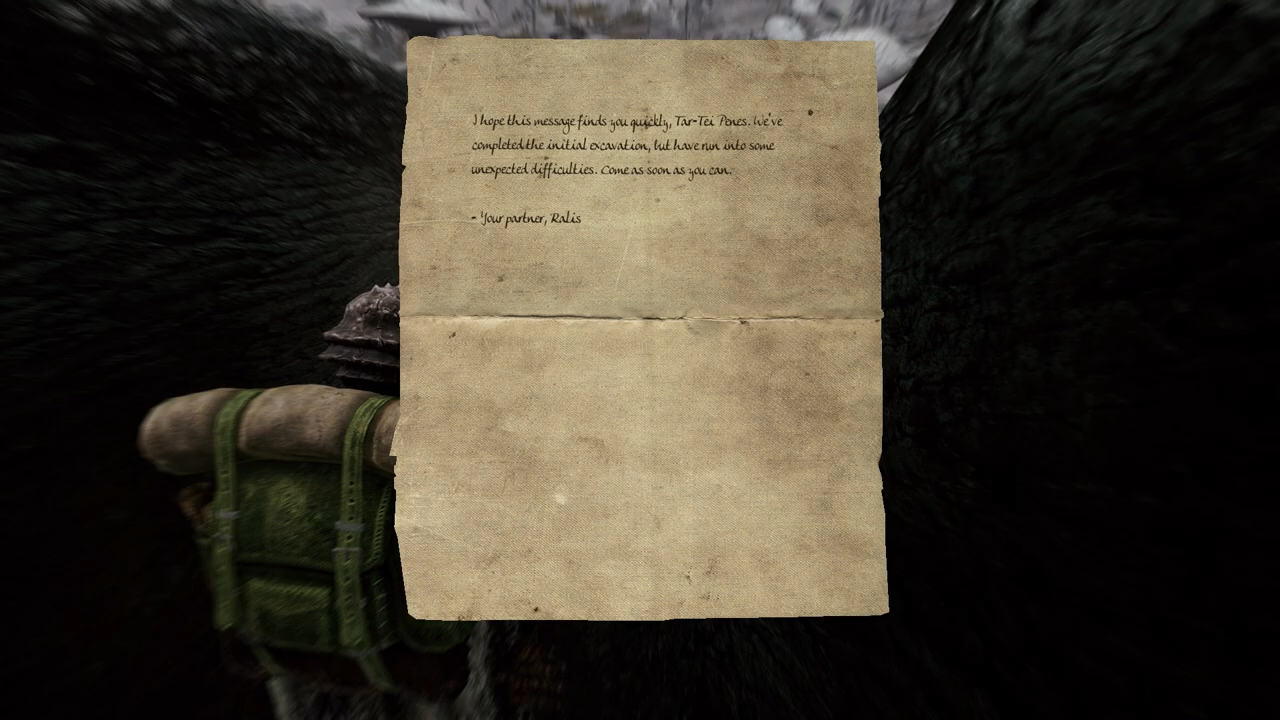 I hope this message finds you quickly, Tar-Tei Penes. We've
completed the initial excavation, but have run into some
unexpected difficulties. Come as soon as you can.
- Your partner, Ralis